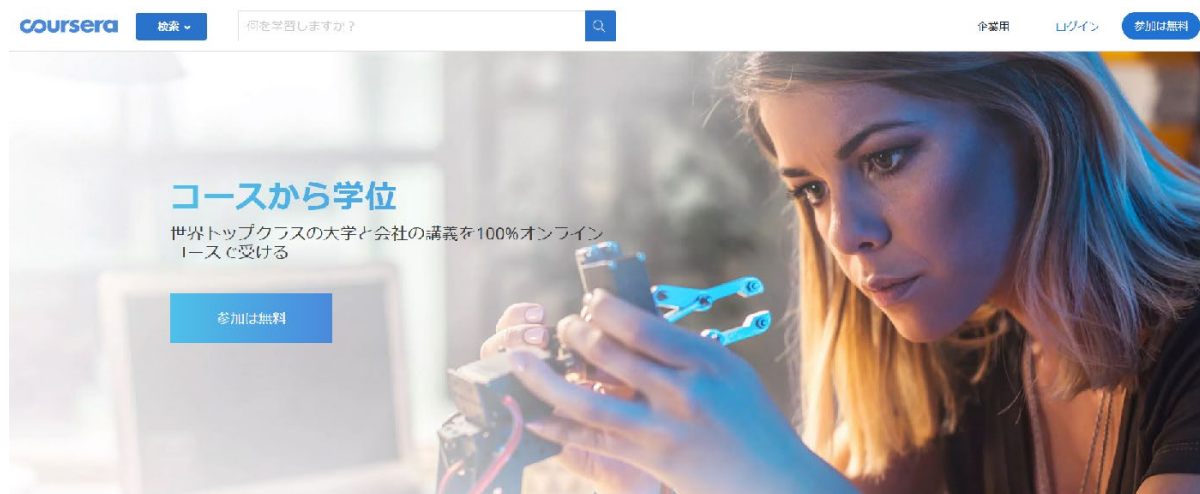 coursera
検索
何を学習しますか?
企業用
ログイン
参加は無料
コースから学位
世界トップクラスの大学と会社の講義を100%オンライン
コースで受ける
参加は無料